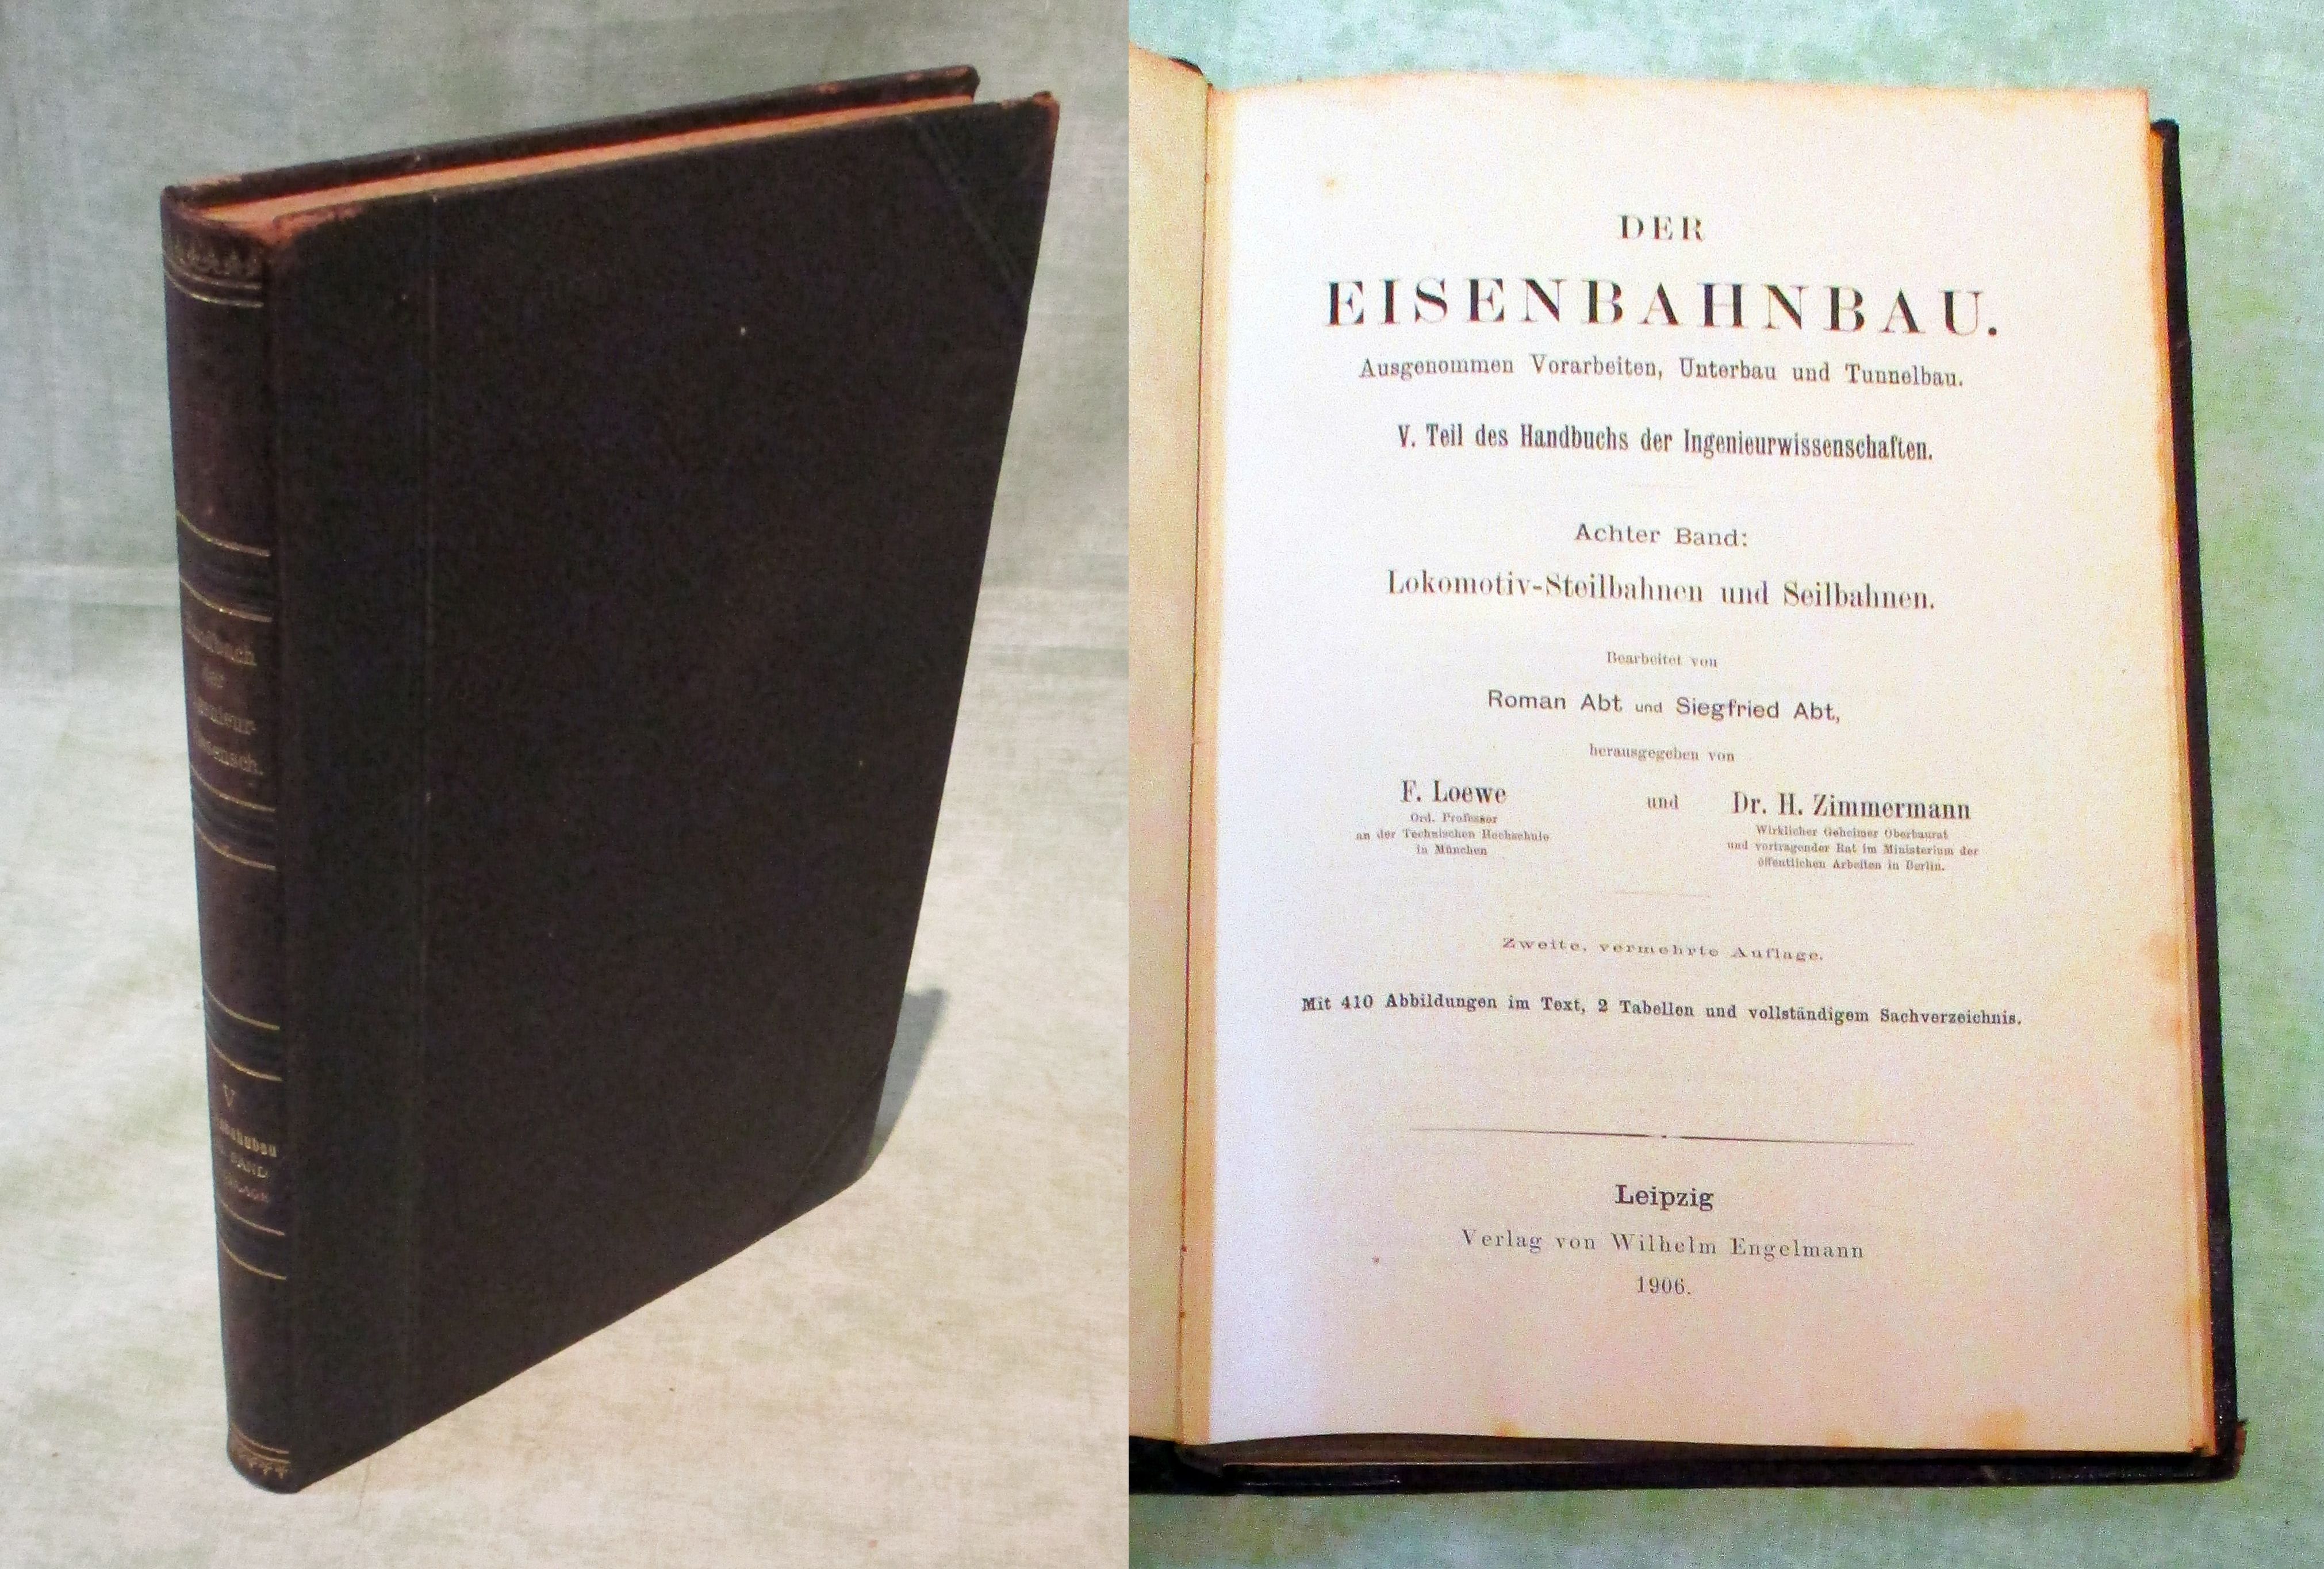 V
BAND
DER
EISENBAHNBAU.
Ausgenommen Vorarbeiten, Unterbau und Tunnelbau.
V. Teil des Handbuchs der Ingenieurwissenschaften.
Achter Band:
Lokomotiv-Steilbahnen und Seilbahnen.
Bearbeitet von
Roman Abt und Siegfried Abt,
herausgegeben von
F. Loewe
Ord. Professor
an der Technischen Hochschule
in München
und
Dr. H. Zimmermann
Wirklicher Geheimer Oberbaurat
und vortragender Rat im Ministerium der
öffentlichen Arbeiten in Berlin.
Zweite, vermehrte Auflage.
Mit 410 Abbildungen im Text, 2 Tabellen und vollständigem Sachverzeichnis.
Leipzig
Verlag von Wilhelm Engelmann
1906.